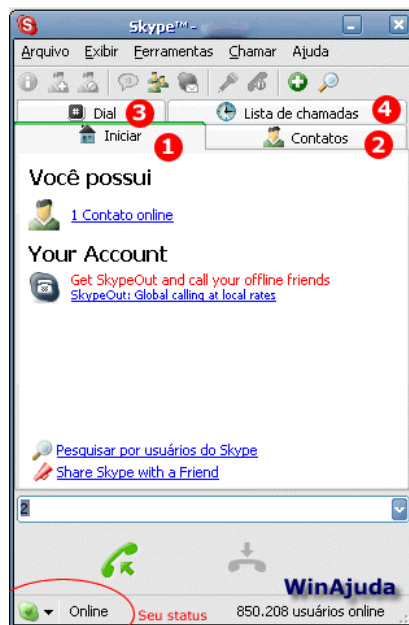 Skype™ -
Arquivo Exibir Ferramentas Chamar Ajuda
Dial 3 Lista de chamadas 4
Iniciar 1 Contatos 2
Você possui
1 Contato online
Your Account
Get SkypeOut and call your offline friends
SkypeOut: Global calling at local rates
Pesquisar por usuários do Skype
Share Skype with a Friend
2
WinAjuda
Online Seu status 850.208 usuários online